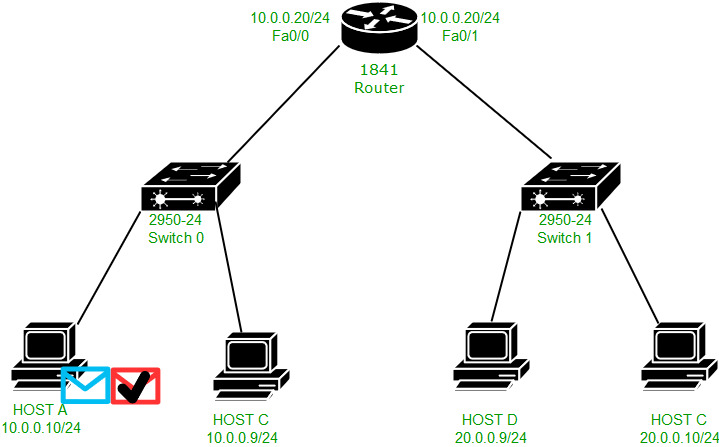 10.0.0.20/24
Fa0/0
10.0.0.20/24
Fa0/1
1841
Router
2950-24
Switch 0
2950-24
Switch 1
HOST A
10.0.0.10/24
HOST C
10.0.0.9/24
HOST D
20.0.0.9/24
HOST C
20.0.0.10/24